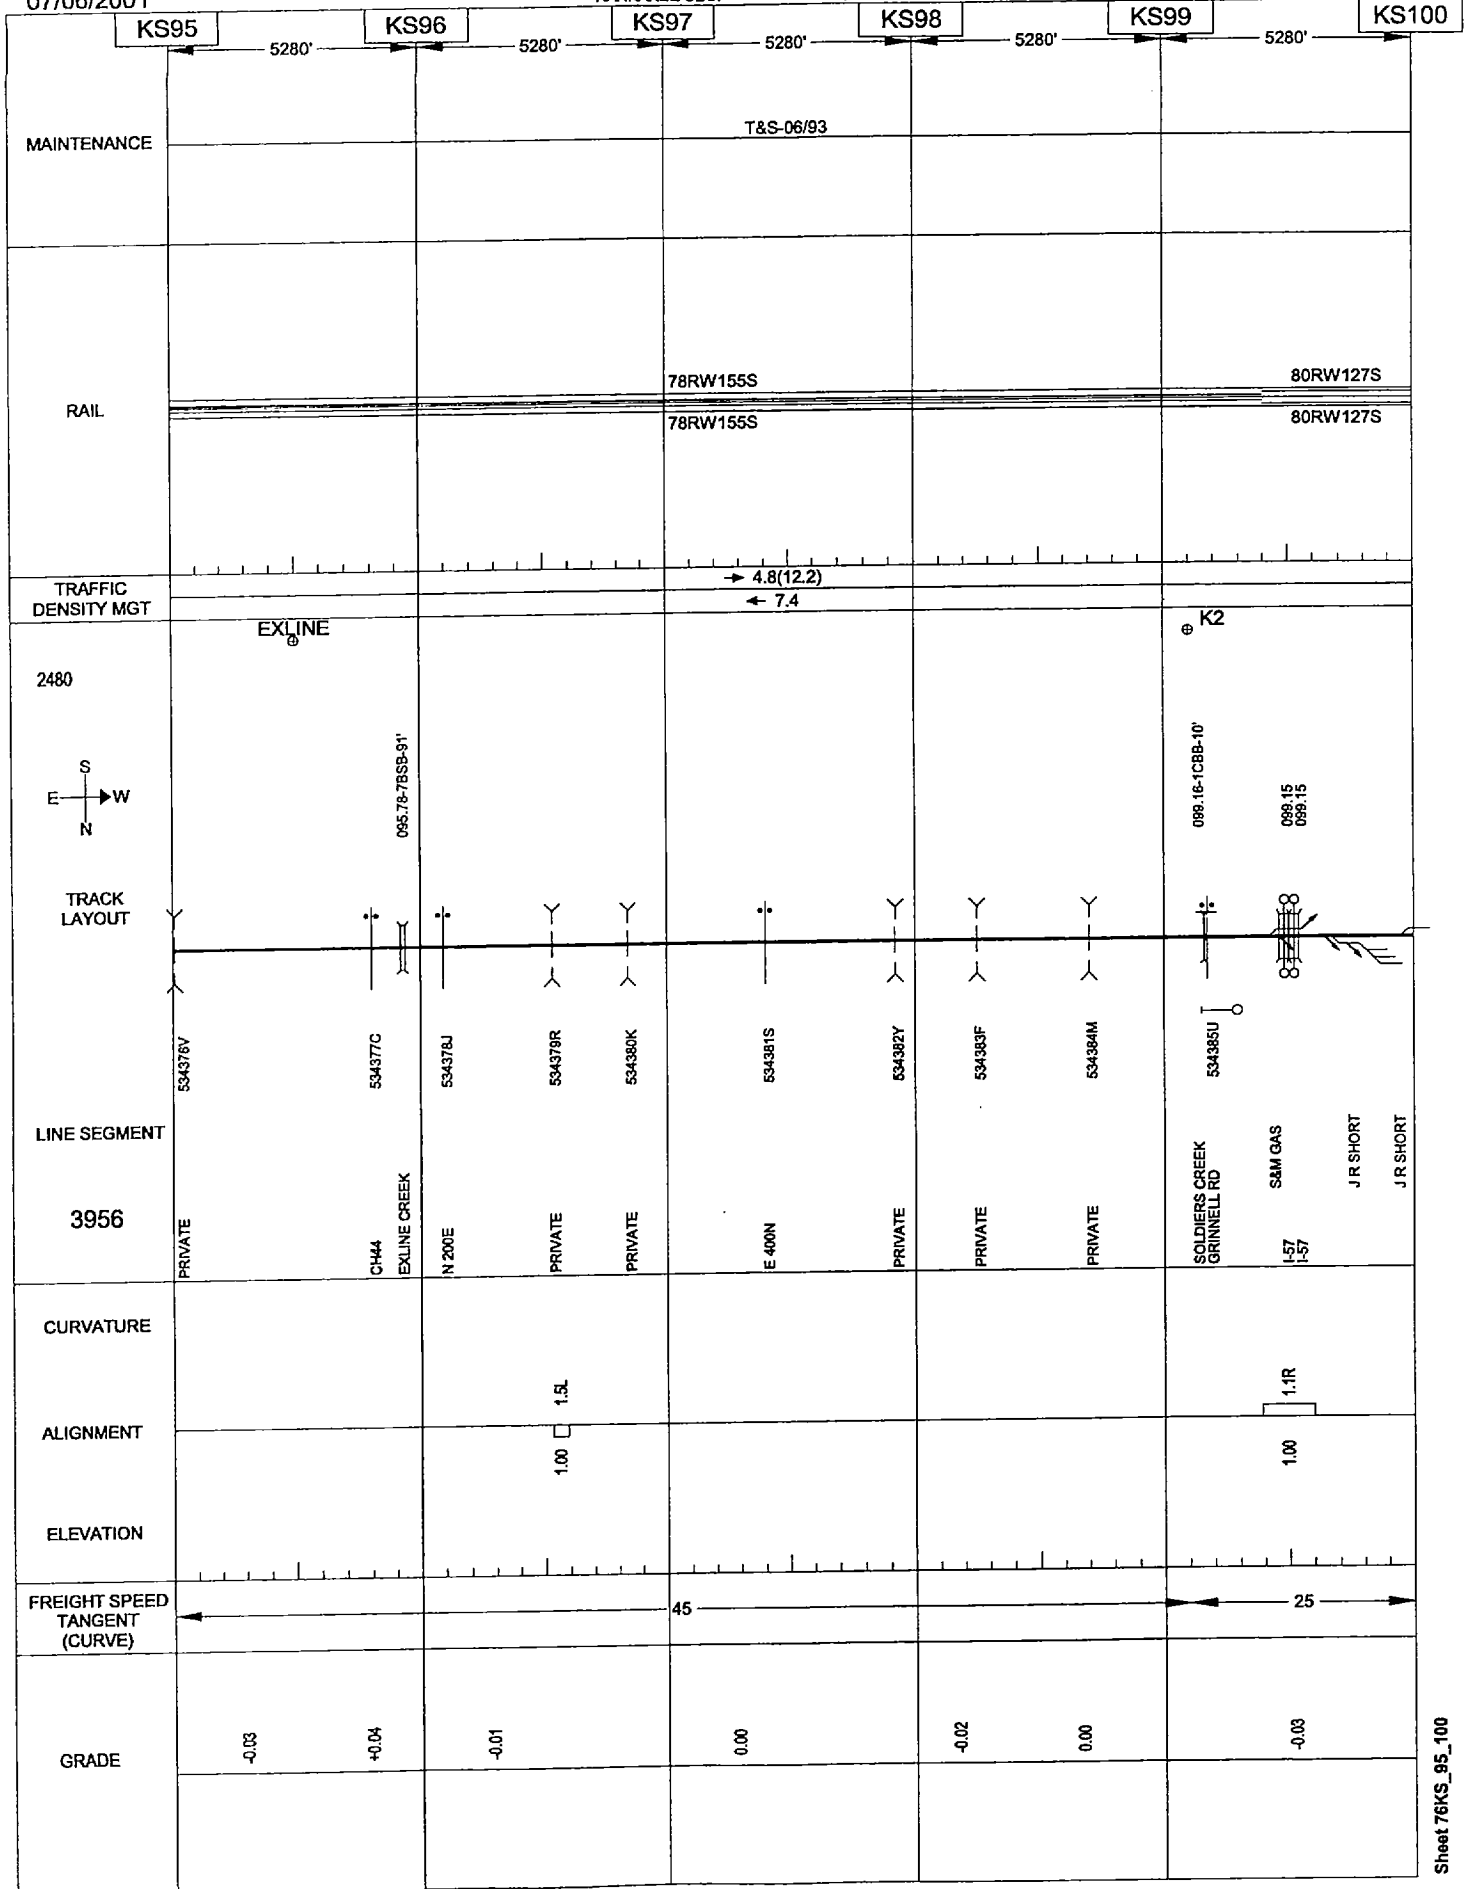 07/06/2001
KS95
KS96
KS97
KS98
KS99
KS100
5280'
5280'
5280'
5280'
5280'
MAINTENANCE
T&S-06/93
RAIL
78RW155S
80RW127S
78RW155S
80RW127S
TRAFFIC
DENSITY MGT
4.8(12.2)
7.4
EXLINE
K2
2480
S
E
W
N
095.78-7BSB-91'
099.16-1CBB-10'
099.15
099.15
TRACK
LAYOUT
534376V
534377C
534378J
534379R
534380K
534381S
534382Y
534383F
534384M
534385U
LINE SEGMENT
3956
PRIVATE
CH44
EXLINE CREEK
N 200E
PRIVATE
PRIVATE
E 400N
PRIVATE
PRIVATE
PRIVATE
SOLDIERS CREEK
GRINNELL RD
S&M GAS
I-57
I-57
J R SHORT
J R SHORT
CURVATURE
1.5L
1.1R
ALIGNMENT
1.00
1.00
ELEVATION
FREIGHT SPEED
TANGENT
(CURVE)
45
25
GRADE
-0.03
+0.04
-0.01
0.00
-0.02
0.00
-0.03
Sheet 76KS_95_100